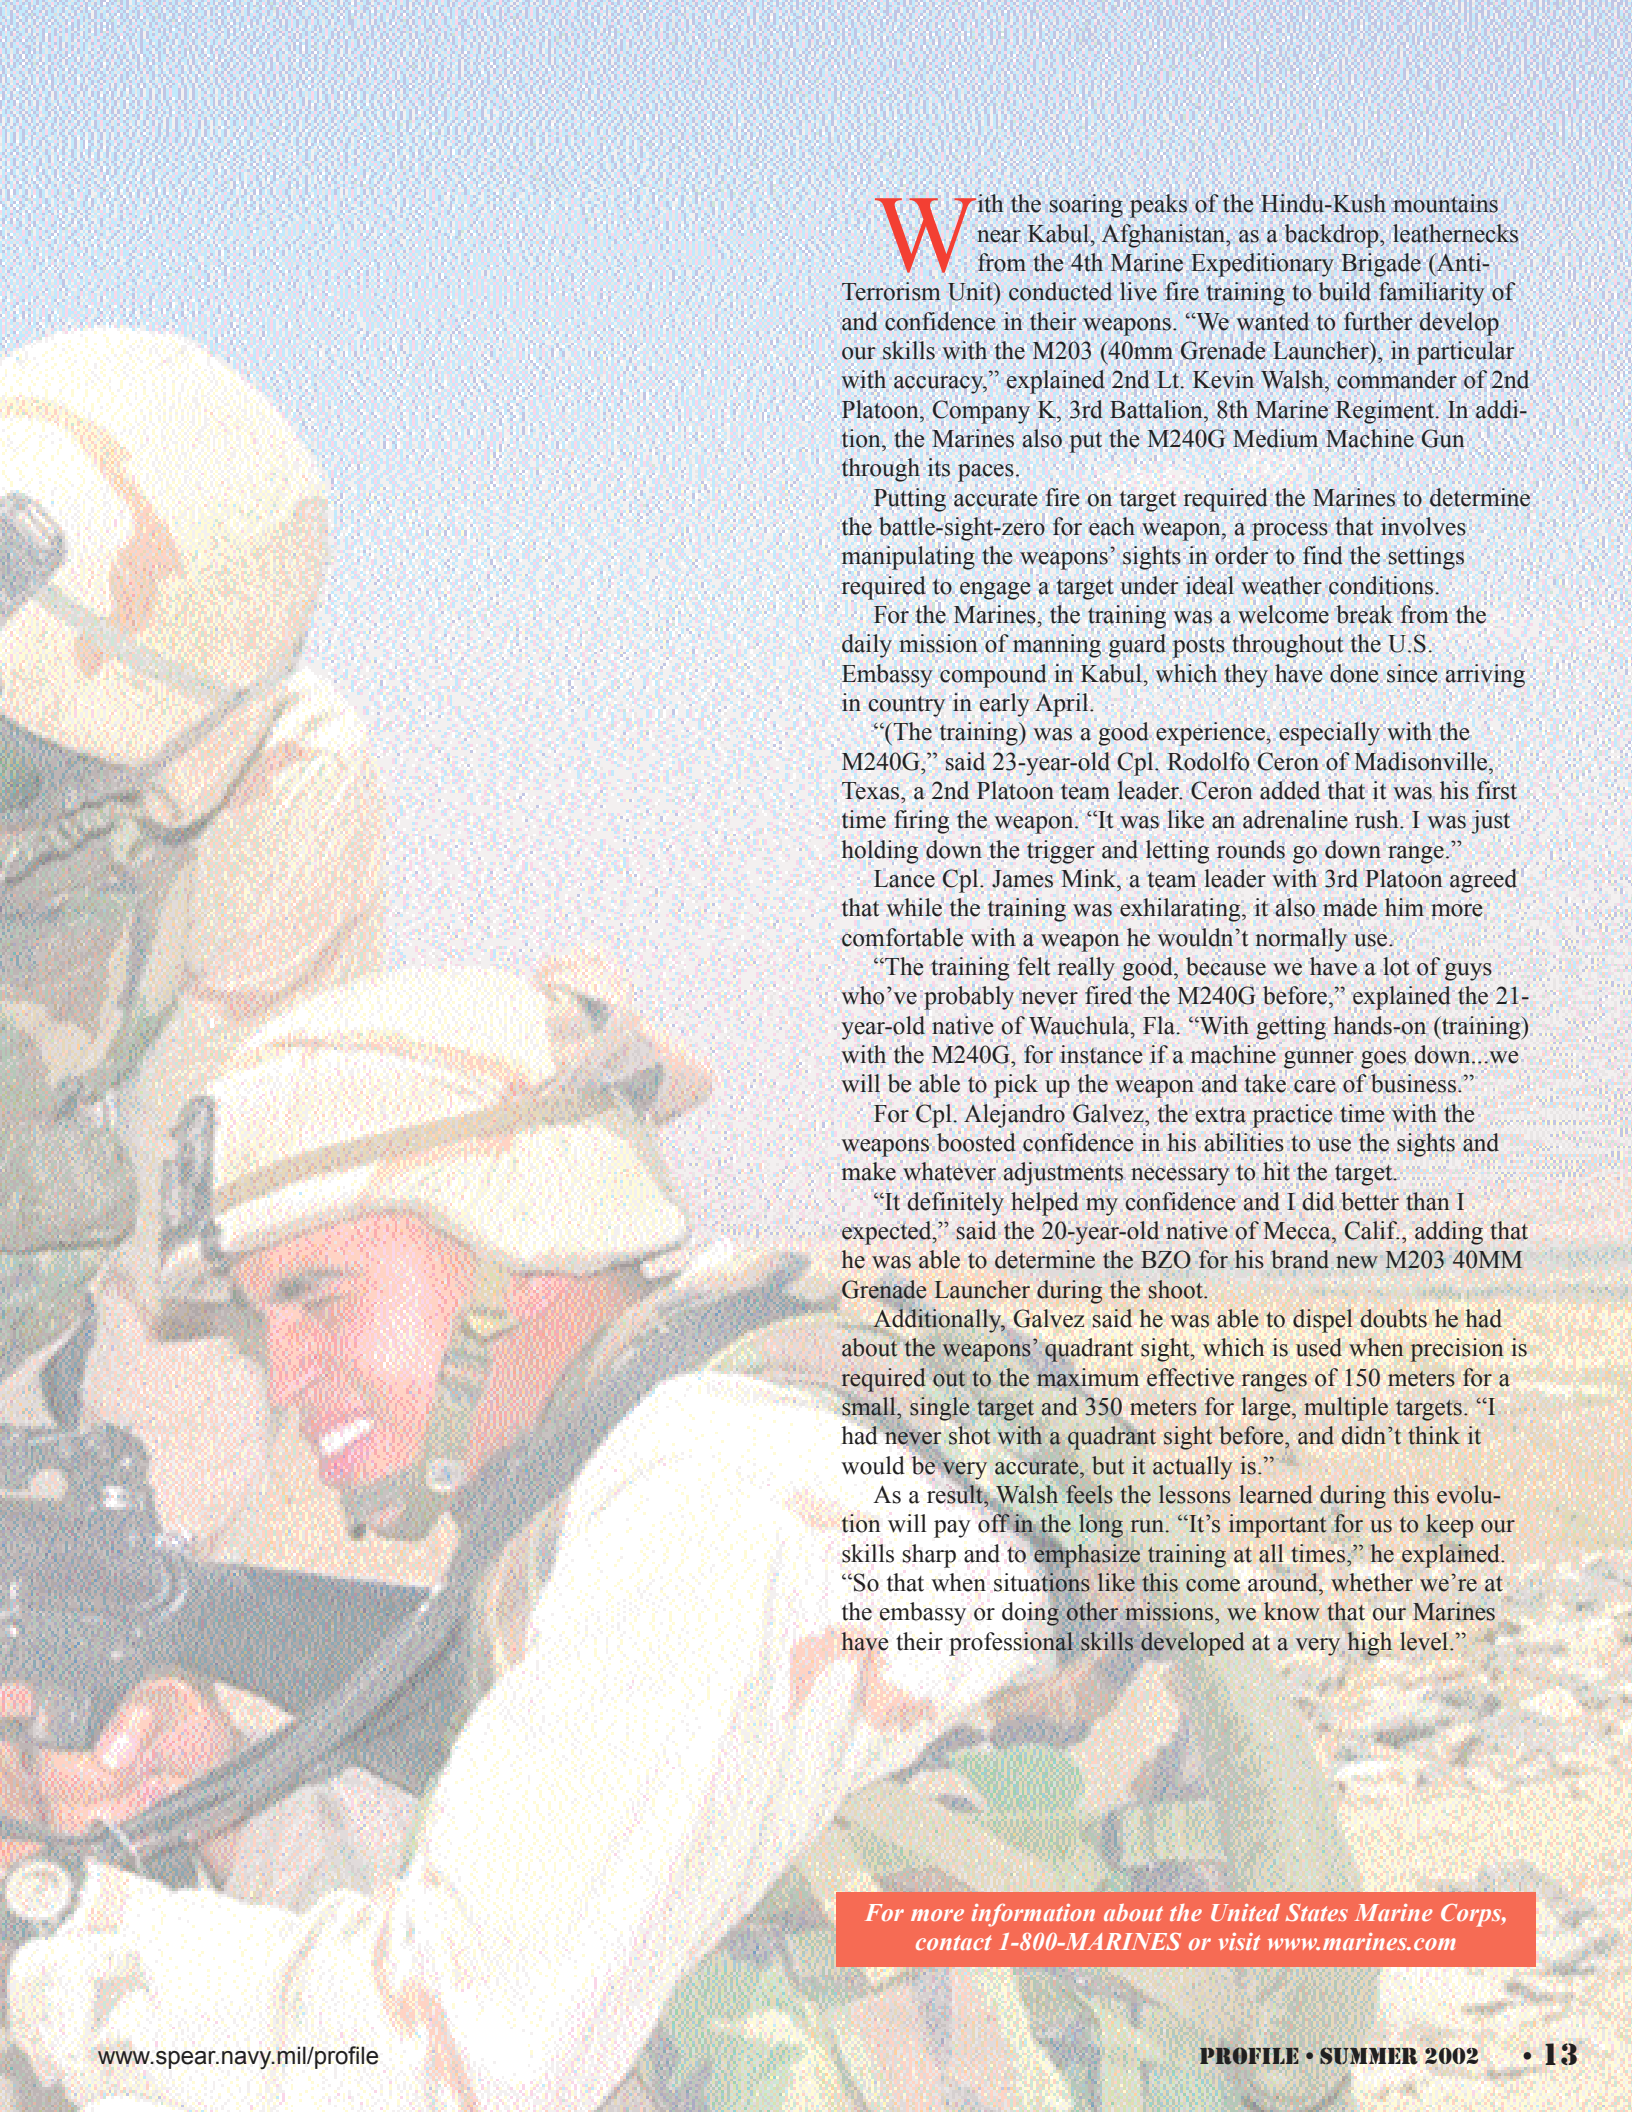 With the soaring peaks of the Hindu-Kush mountains
near Kabul, Afghanistan, as a backdrop, leathernecks
from the 4th Marine Expeditionary Brigade (Anti-
Terrorism Unit) conducted live fire training to build familiarity of
and confidence in their weapons. “We wanted to further develop
our skills with the M203 (40mm Grenade Launcher), in particular
with accuracy,” explained 2nd Lt. Kevin Walsh, commander of 2nd
Platoon, Company K, 3rd Battalion, 8th Marine Regiment. In addi-
tion, the Marines also put the M240G Medium Machine Gun
through its paces.
Putting accurate fire on target required the Marines to determine
the battle-sight-zero for each weapon, a process that involves
manipulating the weapons’ sights in order to find the settings
required to engage a target under ideal weather conditions.
For the Marines, the training was a welcome break from the
daily mission of manning guard posts throughout the U.S.
Embassy compound in Kabul, which they have done since arriving
in country in early April.
“(The training) was a good experience, especially with the
M240G,” said 23-year-old Cpl. Rodolfo Ceron of Madisonville,
Texas, a 2nd Platoon team leader. Ceron added that it was his first
time firing the weapon. “It was like an adrenaline rush. I was just
holding down the trigger and letting rounds go down range.”
Lance Cpl. James Mink, a team leader with 3rd Platoon agreed
that while the training was exhilarating, it also made him more
comfortable with a weapon he wouldn’t normally use.
“The training felt really good, because we have a lot of guys
who’ve probably never fired the M240G before,” explained the 21-
year-old native of Wauchula, Fla. “With getting hands-on (training)
with the M240G, for instance if a machine gunner goes down...we
will be able to pick up the weapon and take care of business.”
For Cpl. Alejandro Galvez, the extra practice time with the
weapons boosted confidence in his abilities to use the sights and
make whatever adjustments necessary to hit the target.
“It definitely helped my confidence and I did better than I
expected,” said the 20-year-old native of Mecca, Calif., adding that
he was able to determine the BZO for his brand new M203 40MM
Grenade Launcher during the shoot.
Additionally, Galvez said he was able to dispel doubts he had
about the weapons’ quadrant sight, which is used when precision is
required out to the maximum effective ranges of 150 meters for a
small, single target and 350 meters for large, multiple targets. “I
had never shot with a quadrant sight before, and didn’t think it
would be very accurate, but it actually is.”
As a result, Walsh feels the lessons learned during this evolu-
tion will pay off in the long run. “It’s important for us to keep our
skills sharp and to emphasize training at all times,” he explained.
“So that when situations like this come around, whether we’re at
the embassy or doing other missions, we know that our Marines
have their professional skills developed at a very high level.”
For more information about the United States Marine Corps,
contact 1-800-MARINES or visit www.marines.com
www.spear.navy.mil/profile
PROFILE • SUMMER 2002 • 13